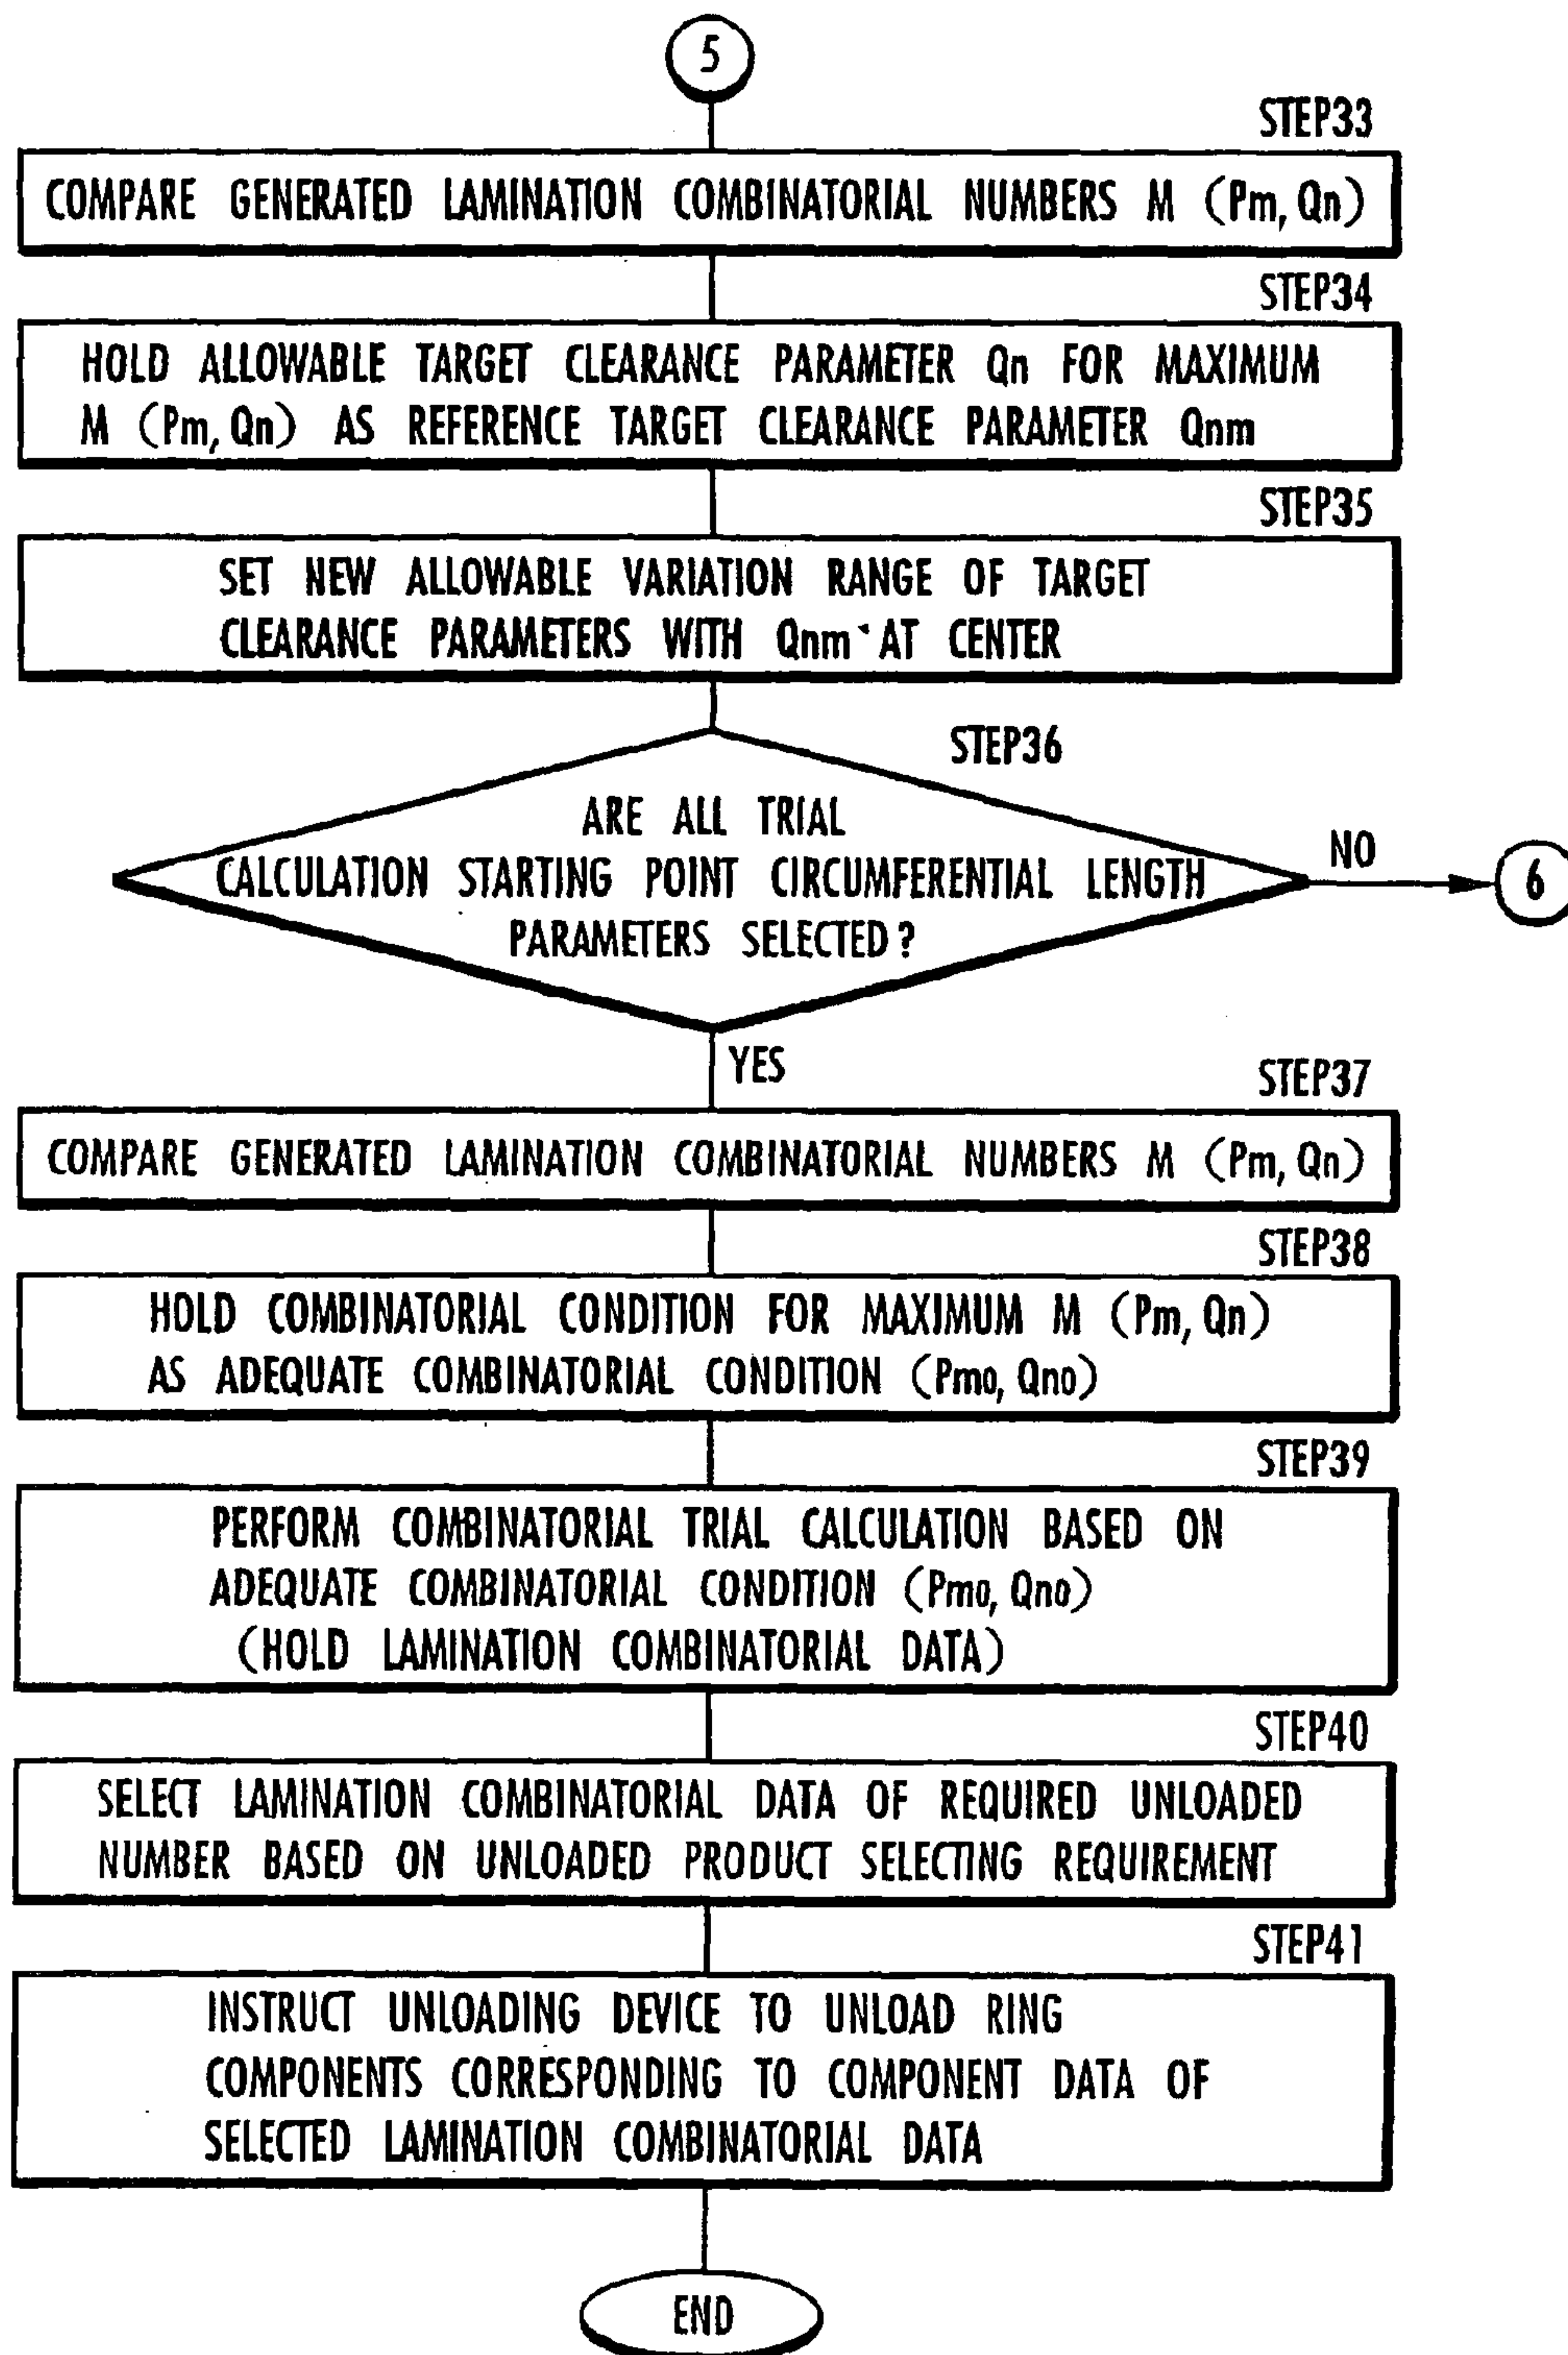 5
STEP33
COMPARE GENERATED LAMINATION COMBINATORIAL NUMBERS M (Pm, Qn)
STEP34
HOLD ALLOWABLE TARGET CLEARANCE PARAMETER Qn FOR MAXIMUM
M (Pm, Qn) AS REFERENCE TARGET CLEARANCE PARAMETER Qnm
STEP35
SET NEW ALLOWABLE VARIATION RANGE OF TARGET
CLEARANCE PARAMETERS WITH Qnm AT CENTER
STEP36
ARE ALL TRIAL
CALCULATION STARTING POINT CIRCUMFERENTIAL LENGTH
PARAMETERS SELECTED?
NO
6
YES
STEP37
COMPARE GENERATED LAMINATION COMBINATORIAL NUMBERS M (Pm, Qn)
STEP38
HOLD COMBINATORIAL CONDITION FOR MAXIMUM M (Pm, Qn)
AS ADEQUATE COMBINATORIAL CONDITION (Pmo, Qno)
STEP39
PERFORM COMBINATORIAL TRIAL CALCULATION BASED ON
ADEQUATE COMBINATORIAL CONDITION (Pmo, Qno)
(HOLD LAMINATION COMBINATORIAL DATA)
STEP40
SELECT LAMINATION COMBINATORIAL DATA OF REQUIRED UNLOADED
NUMBER BASED ON UNLOADED PRODUCT SELECTING REQUIREMENT
STEP41
INSTRUCT UNLOADING DEVICE TO UNLOAD RING
COMPONENTS CORRESPONDING TO COMPONENT DATA OF
SELECTED LAMINATION COMBINATORIAL DATA
END